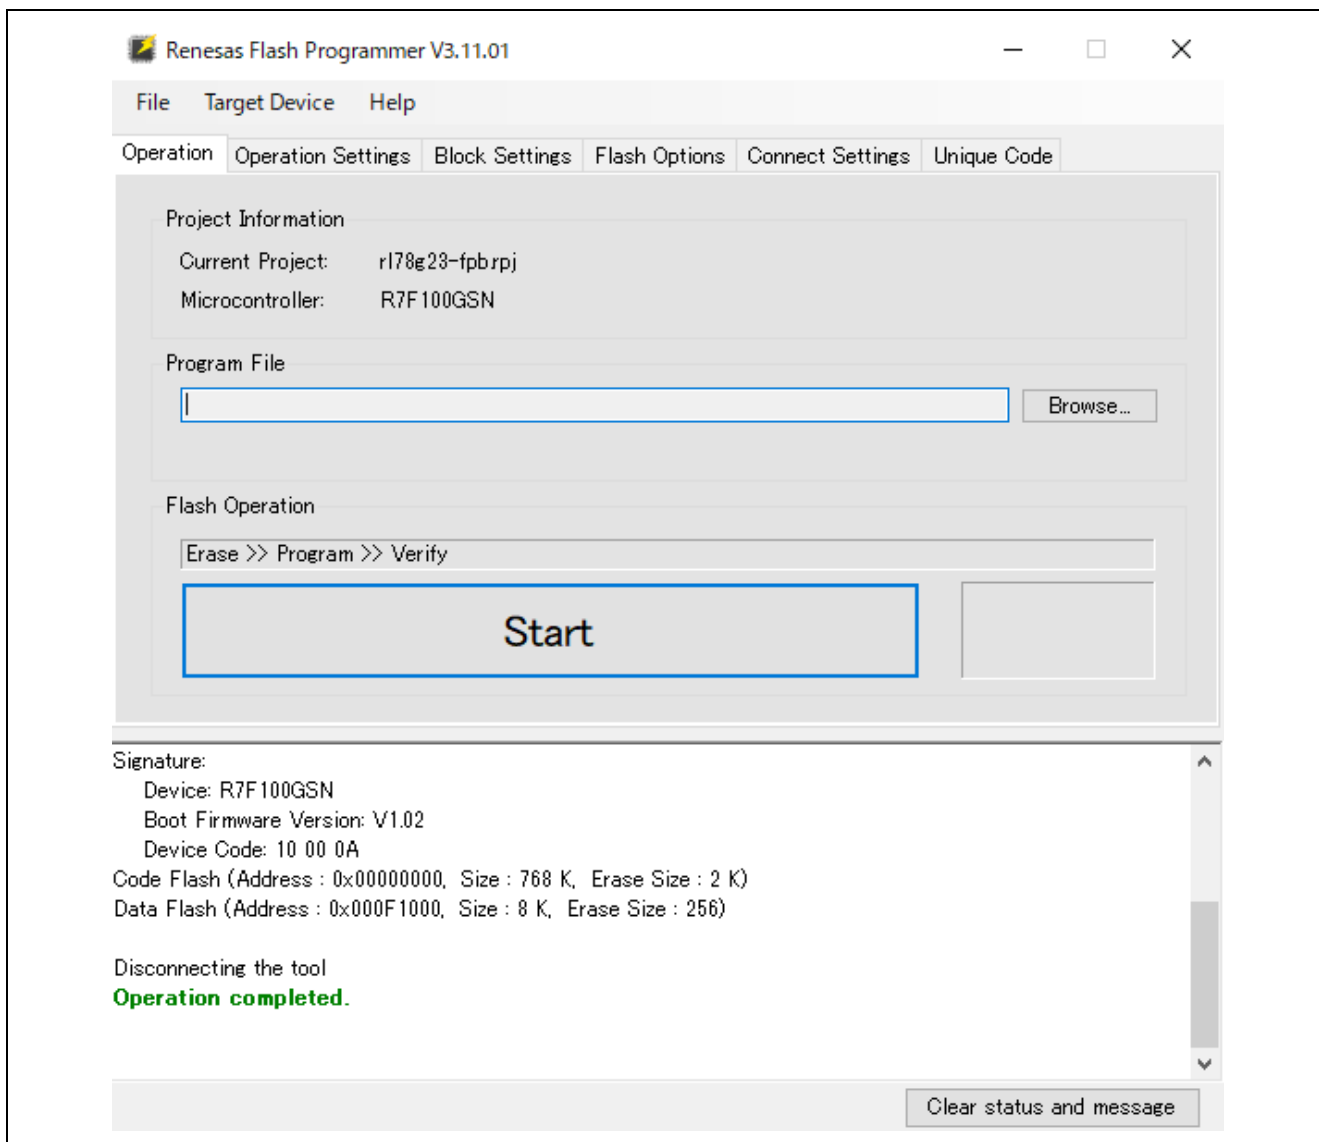 Renesas Flash Programmer V3.11.01
File Target Device Help
Operation Operation Settings Block Settings Flash Options Connect Settings Unique Code
Project Information
Current Project: rl78g23-fpb.rpj
Microcontroller: R7F100GSN
Program File
Browse...
Flash Operation
Erase >> Program >> Verify
Start
Signature:
Device: R7F100GSN
Boot Firmware Version: V1.02
Device Code: 10 00 0A
Code Flash (Address : 0x00000000, Size : 768 K, Erase Size : 2 K)
Data Flash (Address : 0x000F1000, Size : 8 K, Erase Size : 256)
Disconnecting the tool
Operation completed.
Clear status and message